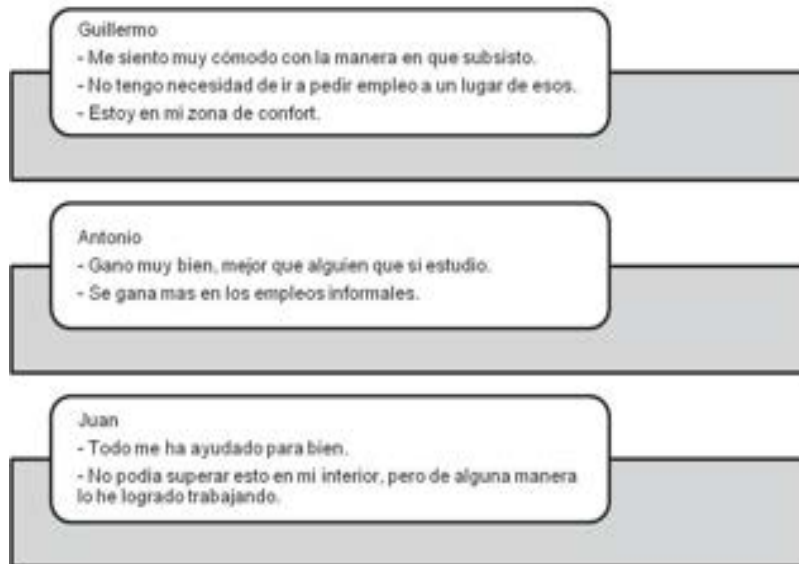 Guillermo
- Me siento muy cómodo con la manera en que subsisto.
- No tengo necesidad de ir a pedir empleo a un lugar de esos.
- Estoy en mi zona de confort.
Antonio
- Gano muy bien, mejor que alguien que si estudio.
- Se gana mas en los empleos informales.
Juan
- Todo me ha ayudado para bien.
- No podia superar esto en mi interior, pero de alguna manera
lo he logrado trabajando.